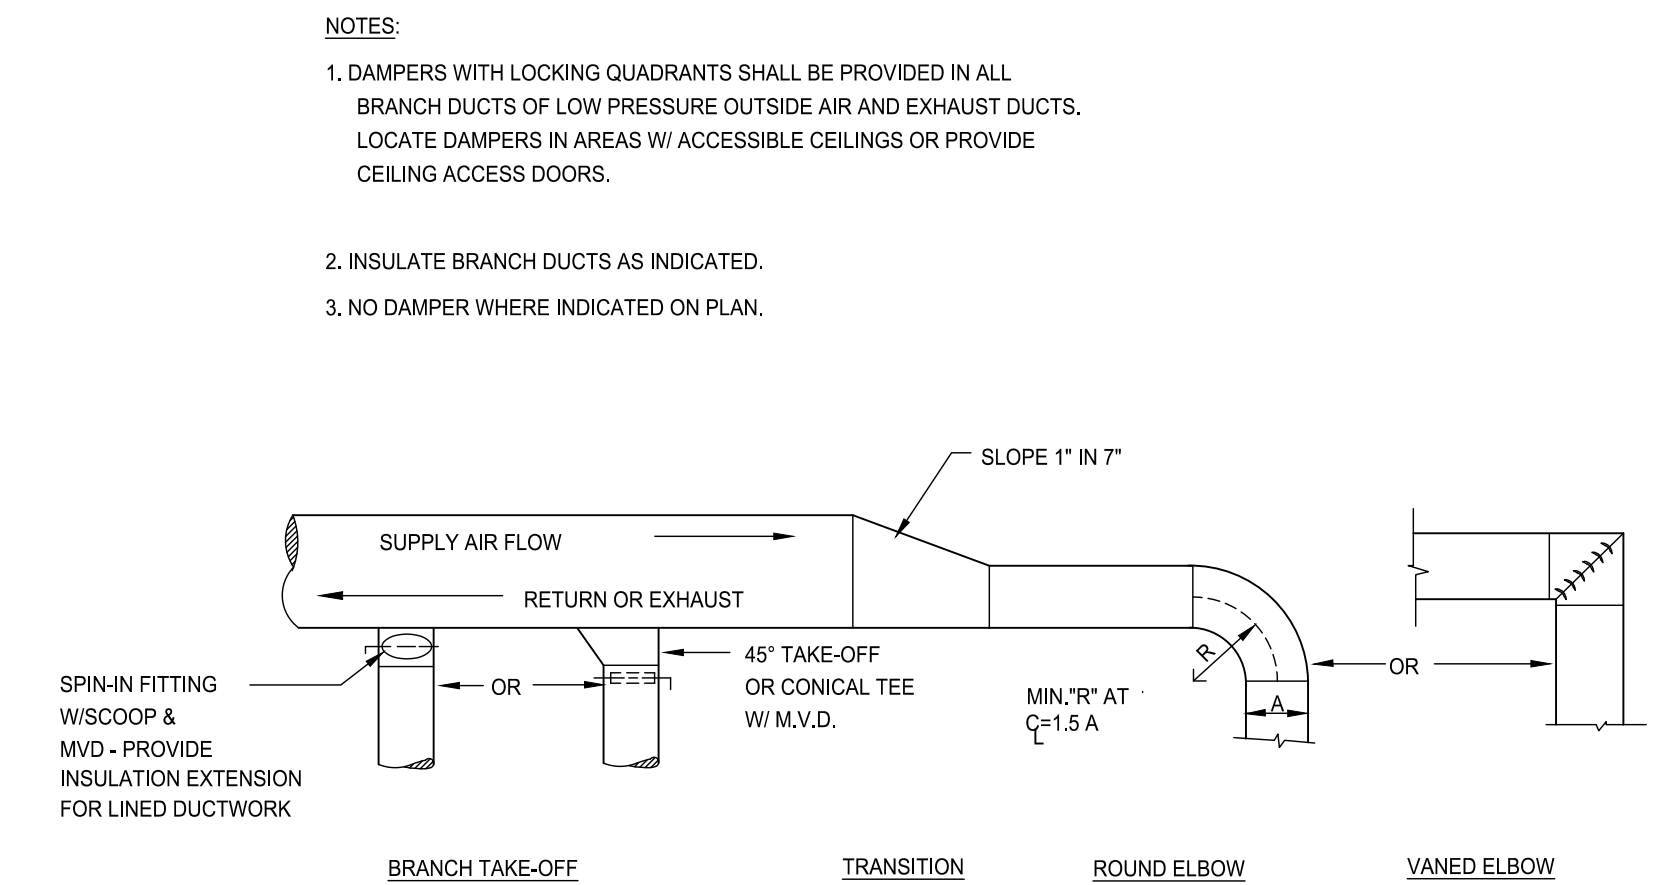 NOTES:
1. DAMPERS WITH LOCKING QUADRANTS SHALL BE PROVIDED IN ALL
BRANCH DUCTS OF LOW PRESSURE OUTSIDE AIR AND EXHAUST DUCTS.
LOCATE DAMPERS IN AREAS W/ ACCESSIBLE CEILINGS OR PROVIDE
CEILING ACCESS DOORS.
2. INSULATE BRANCH DUCTS AS INDICATED.
3. NO DAMPER WHERE INDICATED ON PLAN.
SLOPE 1" IN 7"
SUPPLY AIR FLOW
RETURN OR EXHAUST
SPIN-IN FITTING
W/SCOOP &
MVD - PROVIDE
INSULATION EXTENSION
FOR LINED DUCTWORK
OR
45° TAKE-OFF
OR CONICAL TEE
W/ M.V.D.
R
MIN."R" AT
CL=1.5 A
A
OR
BRANCH TAKE-OFF
TRANSITION
ROUND ELBOW
VANED ELBOW